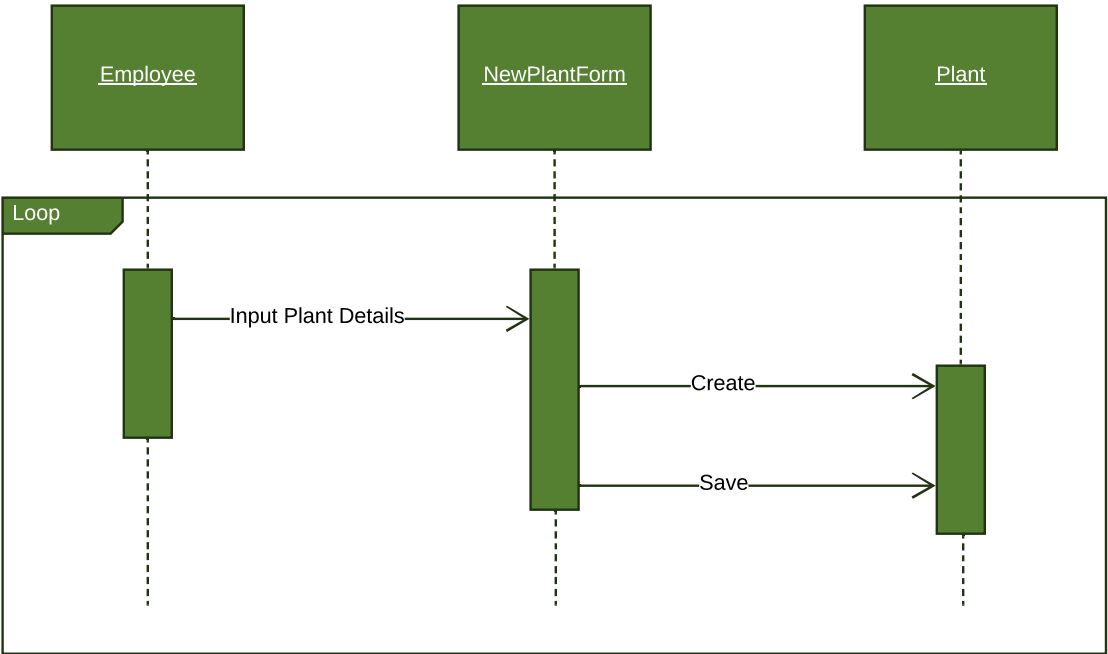 Employee
NewPlantForm
Plant
Loop
Input Plant Details
Create
Save